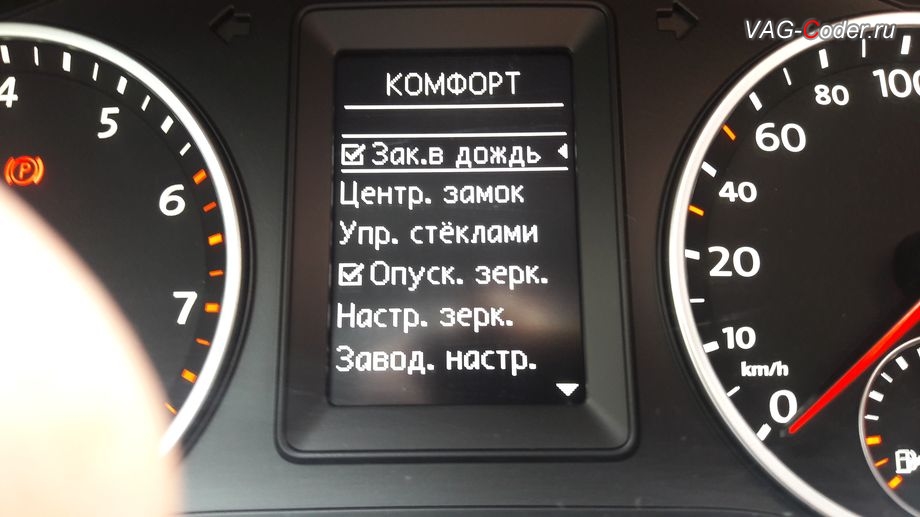 VAG-Coder.ru
КОМФОРТ
Зак.в дождь
Центр. замок
Упр. стёклами
Опуск. зерк.
Настр. зерк.
Завод. настр.
4
5
6
7
P
100
80
60
40
20
10
km/h
0